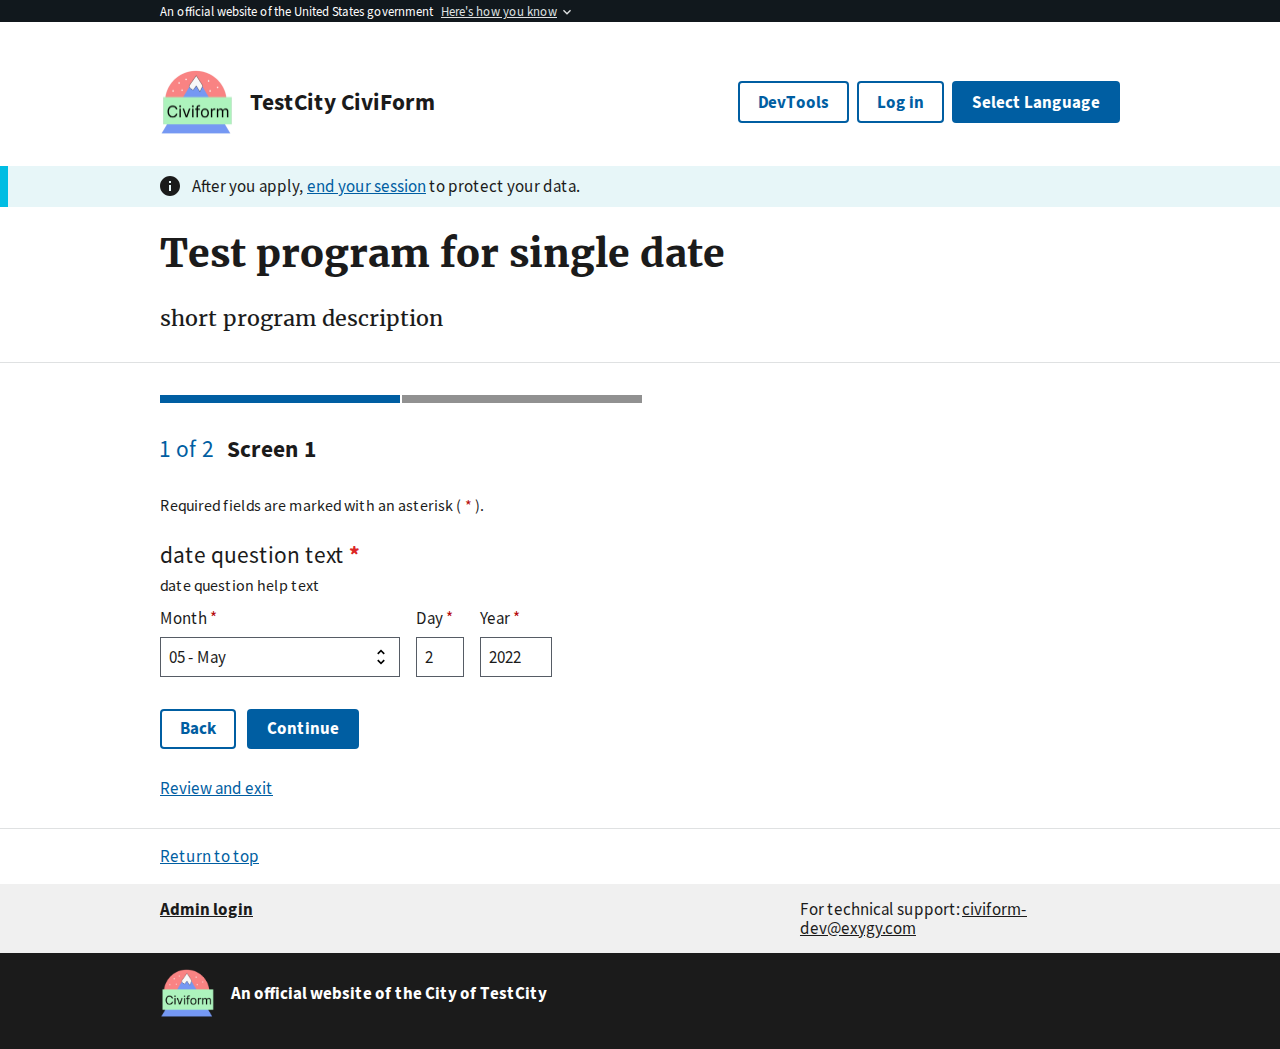 An official website of the United States government Here's how you know
Civiform
TestCity CiviForm
DevTools
Log in
Select Language
After you apply, end your session to protect your data.
Test program for single date
short program description
1 of 2 Screen 1
Required fields are marked with an asterisk ( * ).
date question text *
date question help text
Month * Day * Year *
05 - May 2 2022
Back Continue
Review and exit
Return to top
Admin login
For technical support: civiform-
dev@exygy.com
Civiform
An official website of the City of TestCity